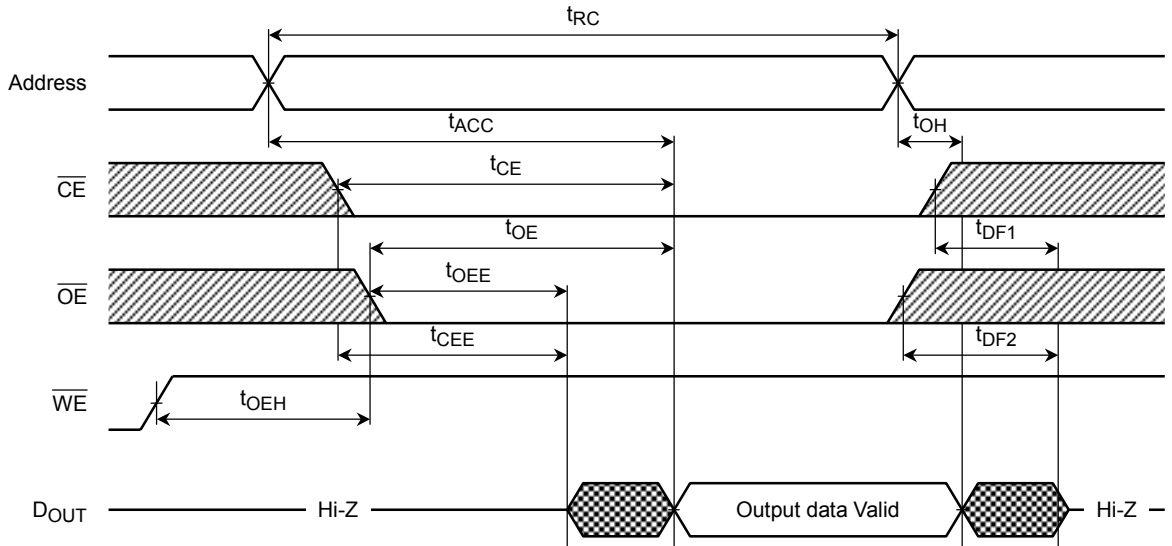 tRC
Address
tACC
tOH
CE
tCE
tOE
tDF1
OE
tOEE
tCEE
tDF2
WE
tOEH
DOUT
Hi-Z
Output data Valid
Hi-Z